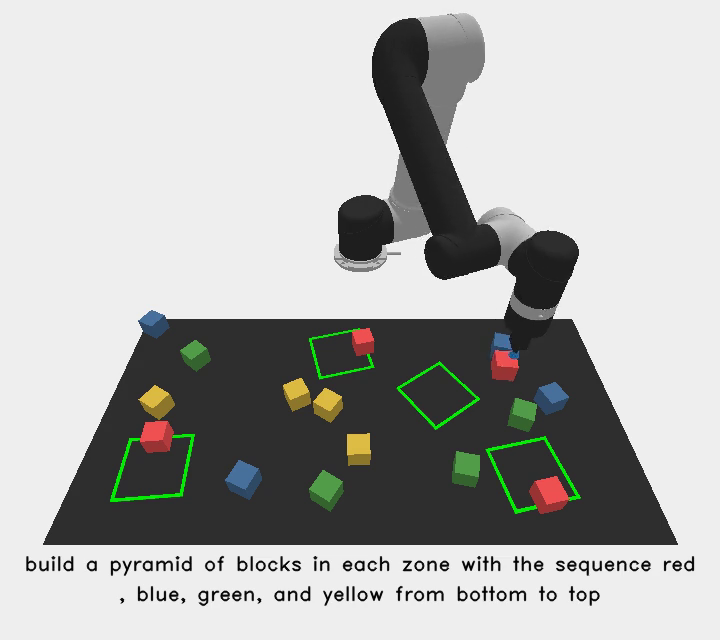 build a pyramid of blocks in each zone with the sequence red
, blue, green, and yellow from bottom to top